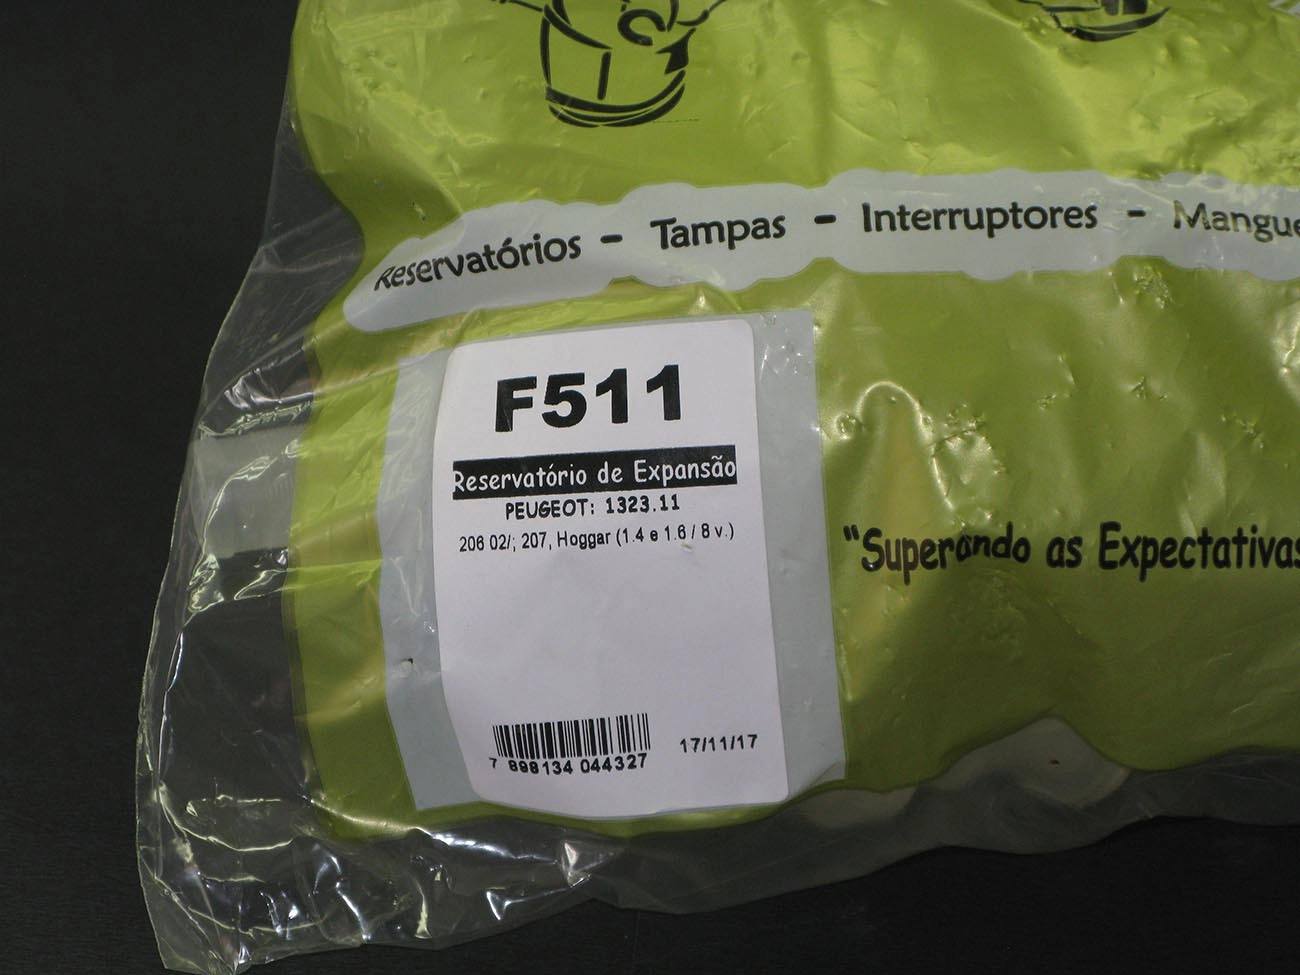 Reservatórios - Tampas - Interruptores - Mangue
F511
Reservatório de Expansão
PEUGEOT: 1323.11
206 02/; 207, Hoggar (1.4 e 1.6 / 8 v.)
"Superando as Expectativas
7 898134 044327
17/11/17